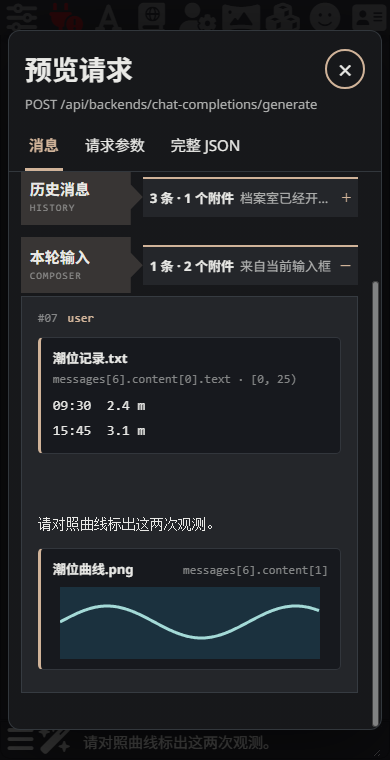 预览请求
POST /api/backends/chat-completions/generate
消息 请求参数 完整 JSON
历史消息
HISTORY
3 条 · 1 个附件 档案室已经开... +
本轮输入
COMPOSER
1 条 · 2 个附件 来自当前输入框 −
#07 user
潮位记录.txt
messages[6].content[0].text · [0, 25)
09:30 2.4 m
15:45 3.1 m
请对照曲线标出这两次观测。
潮位曲线.png messages[6].content[1]
请对照曲线标出这两次观测。